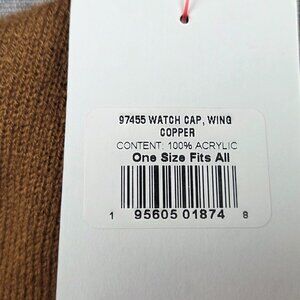 97455 WATCH CAP, WING
COPPER
CONTENT: 100% ACRYLIC
One Size Fits All
1 95605 01874 8